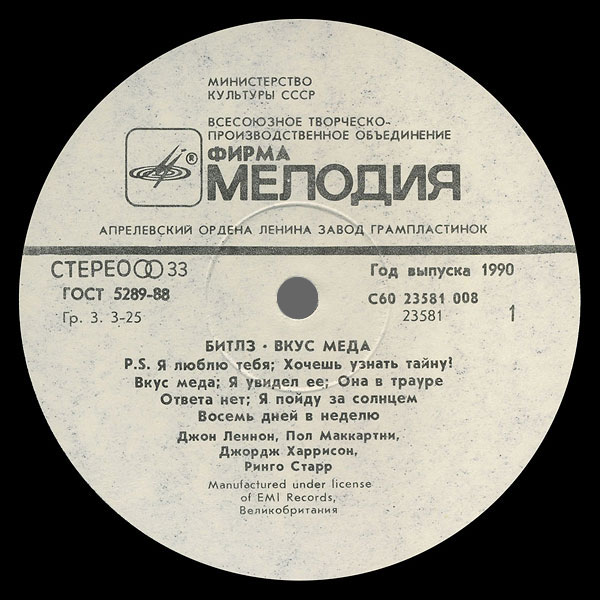 МИНИСТЕРСТВО
КУЛЬТУРЫ СССР
ВСЕСОЮЗНОЕ ТВОРЧЕСКО-
ПРОИЗВОДСТВЕННОЕ ОБЪЕДИНЕНИЕ
®
ФИРМА
МЕЛОДИЯ
АПРЕЛЕВСКИЙ ОРДЕНА ЛЕНИНА ЗАВОД ГРАМПЛАСТИНОК
СТЕРЕО 33
Год выпуска 1990
ГОСТ 5289-88
С60 23581 008
Гр. 3. 3-25
23581
1
БИТЛЗ · ВКУС МЕДА
P.S. Я люблю тебя; Хочешь узнать тайну?
Вкус меда; Я увидел ее; Она в трауре
Ответа нет; Я пойду за солнцем
Восемь дней в неделю
Джон Леннон, Пол Маккартни,
Джордж Харрисон,
Ринго Старр
Manufactured under license
of EMI Records,
Великобритания